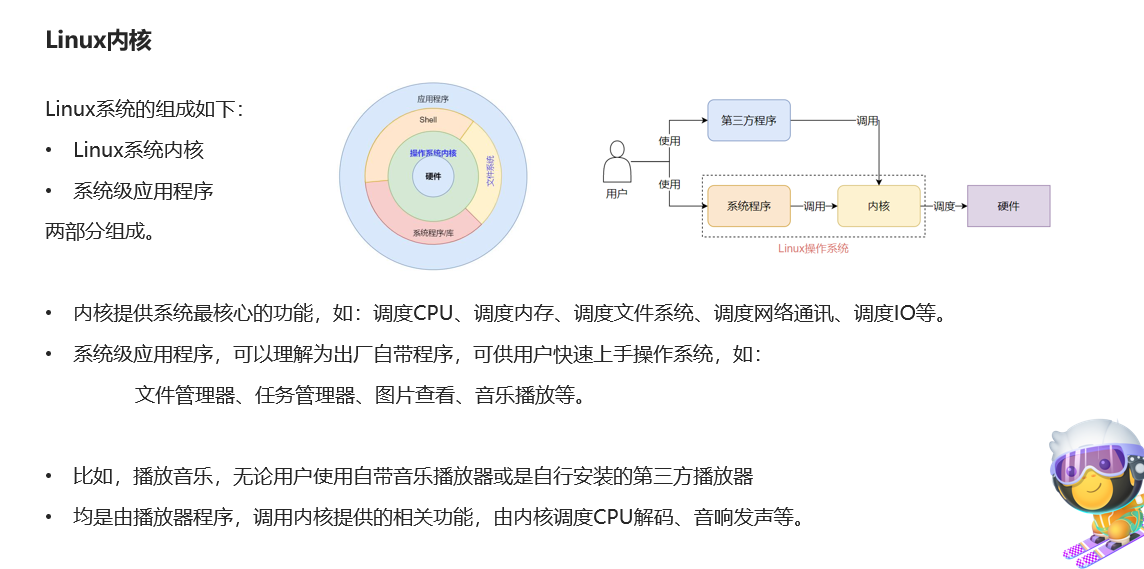 Linux内核
Linux系统的组成如下：
• Linux系统内核
• 系统级应用程序
两部分组成。
应用程序
Shell
操作系统内核
硬件
文件系统
系统程序/库
用户
使用
使用
第三方程序
调用
系统程序
调用
内核
调度
硬件
Linux操作系统
• 内核提供系统最核心的功能，如：调度CPU、调度内存、调度文件系统、调度网络通讯、调度IO等。
• 系统级应用程序，可以理解为出厂自带程序，可供用户快速上手操作系统，如：
文件管理器、任务管理器、图片查看、音乐播放等。
• 比如，播放音乐，无论用户使用自带音乐播放器或是自行安装的第三方播放器
• 均是由播放器程序，调用内核提供的相关功能，由内核调度CPU解码、音响发声等。